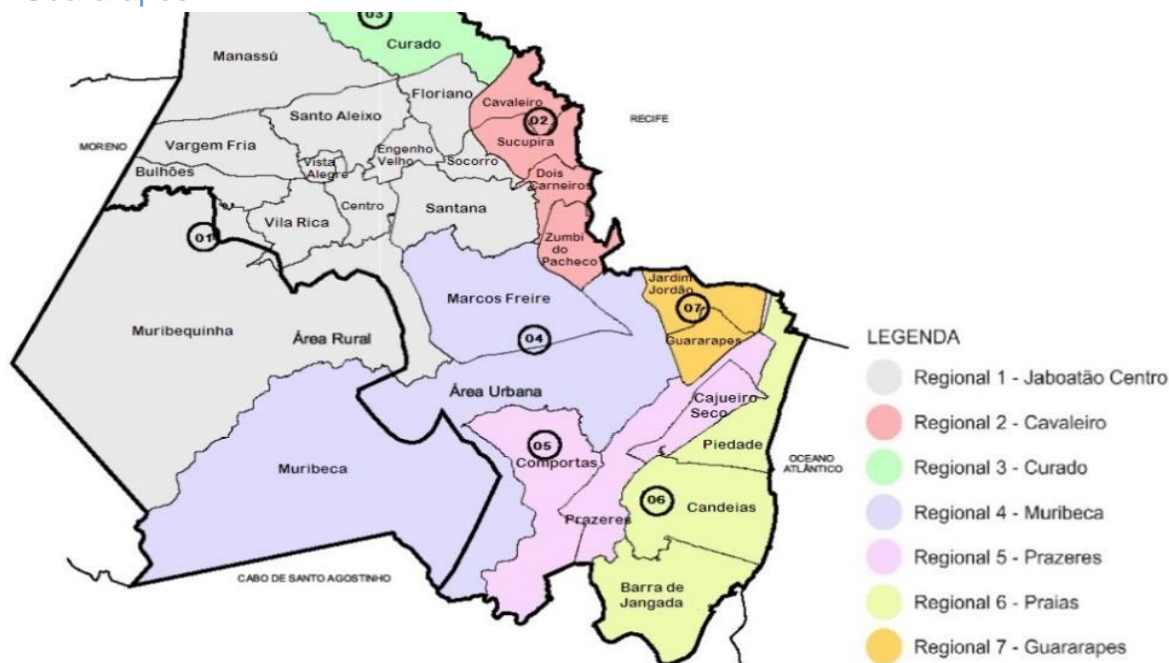 03
Curado
Manassú
Floriano
Cavaleiro
02
Santo Aleixo
RECIFE
MORENO
Vargem Fria
Engenho
Velho
Sucupira
Socorro
Vista
Alegre
Bulhões
Dois
Carneiros
Centro
Santana
Vila Rica
01
Zumbi
do
Pacheco
Jardim
Jordão
Marcos Freire
07
Muribequinha
Área Rural
04
Guararapes
Área Urbana
Cajueiro
Seco
05
Piedade
Comportas
Muribeca
OCEANO
ATLÂNTICO
06
Candeias
Prazeres
CABO DE SANTO AGOSTINHO
Barra de
Jangada
LEGENDA
Regional 1 - Jaboatão Centro
Regional 2 - Cavaleiro
Regional 3 - Curado
Regional 4 - Muribeca
Regional 5 - Prazeres
Regional 6 - Praias
Regional 7 - Guararapes